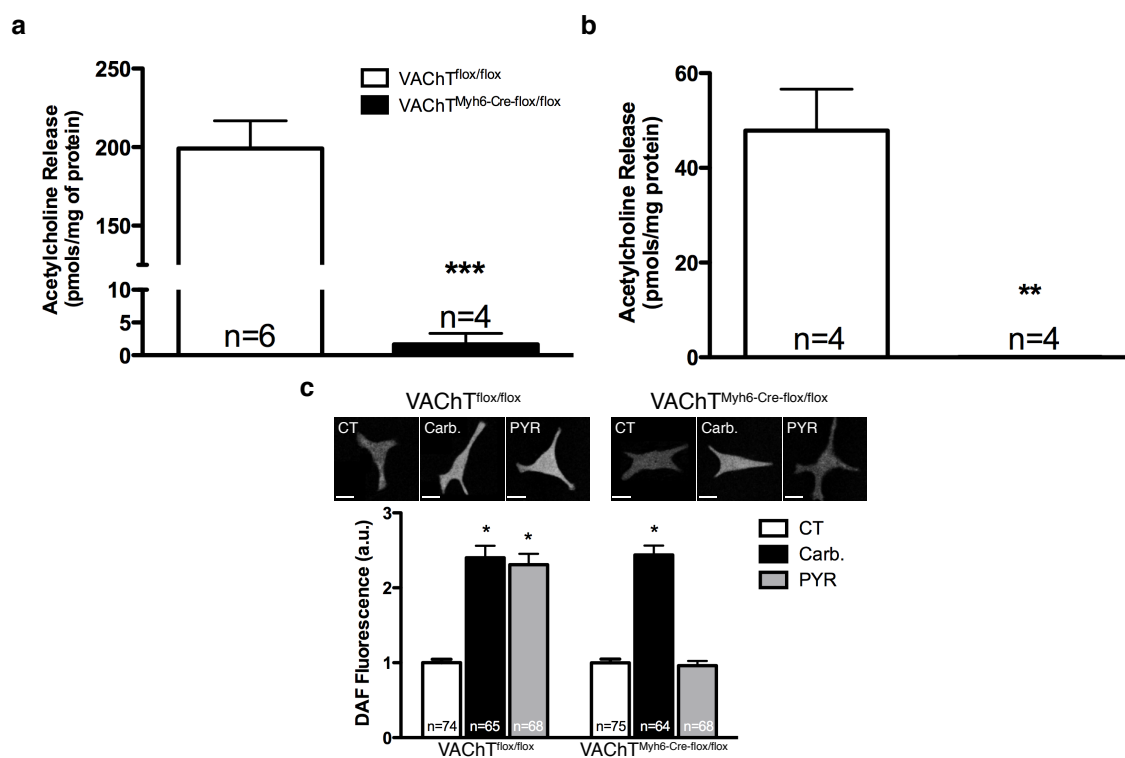 a
250
200
150
10
5
0
Acetylcholine Release
(pmols/mg of protein)
VAChTflox/flox
VAChTMyh6-Cre-flox/flox
***
n=6
n=4
b
60
40
20
0
Acetylcholine Release
(pmols/mg protein)
**
n=4
n=4
c
VAChTflox/flox
VAChTMyh6-Cre-flox/flox
CT
Carb.
PYR
CT
Carb.
PYR
3
2
1
0
DAF Fluorescence (a.u.)
*
*
*
n=74
n=65
n=68
n=75
n=64
n=68
VAChTflox/flox
VAChTMyh6-Cre-flox/flox
CT
Carb.
PYR